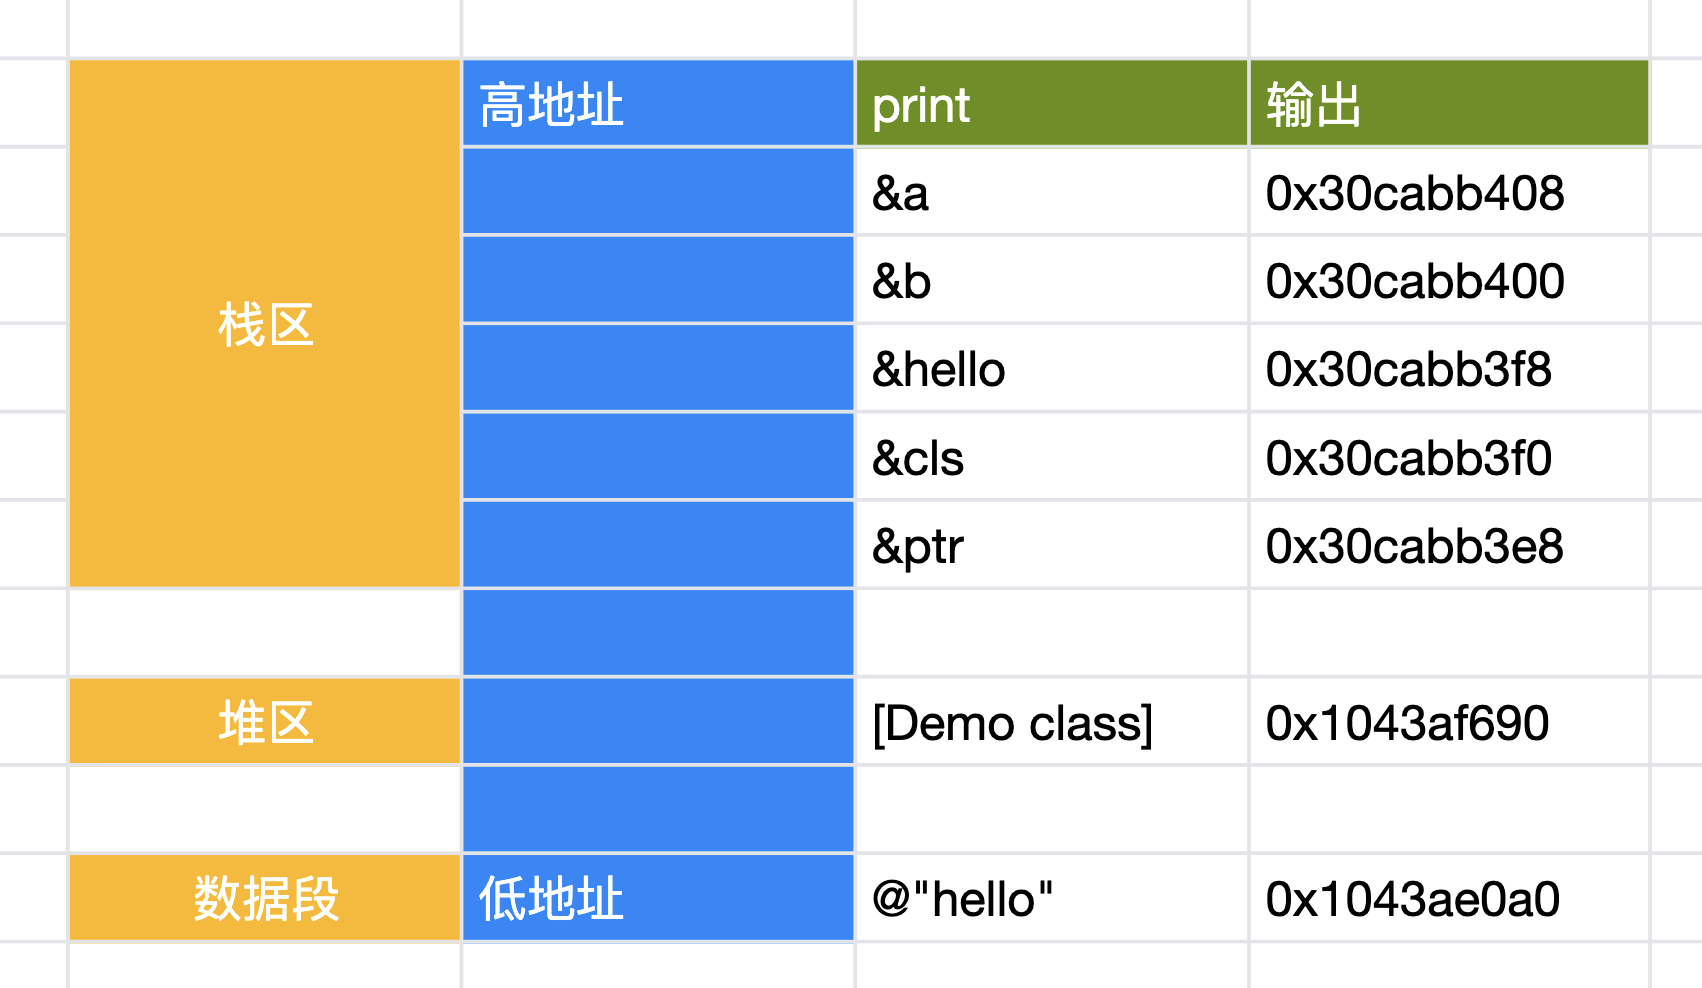 栈区 高地址 print 输出
&a 0x30cabb408
&b 0x30cabb400
&hello 0x30cabb3f8
&cls 0x30cabb3f0
&ptr 0x30cabb3e8
堆区 [Demo class] 0x1043af690
数据段 低地址 @"hello" 0x1043ae0a0